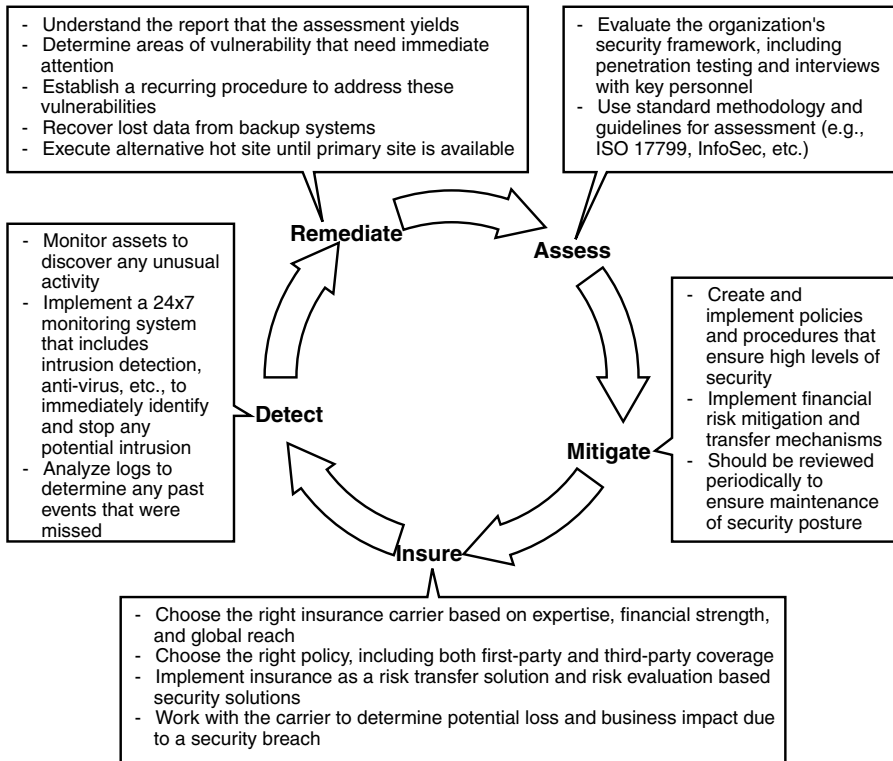 - Understand the report that the assessment yields
- Determine areas of vulnerability that need immediate
attention
- Establish a recurring procedure to address these
vulnerabilities
- Recover lost data from backup systems
- Execute alternative hot site until primary site is available
- Evaluate the organization's
security framework, including
penetration testing and interviews
with key personnel
- Use standard methodology and
guidelines for assessment (e.g.,
ISO 17799, InfoSec, etc.)
Remediate
Assess
- Monitor assets to
discover any unusual
activity
- Implement a 24x7
monitoring system
that includes
intrusion detection,
anti-virus, etc., to
immediately identify
and stop any
potential intrusion
- Analyze logs to
determine any past
events that were
missed
Detect
- Create and
implement policies
and procedures that
ensure high levels of
security
- Implement financial
risk mitigation and
transfer mechanisms
- Should be reviewed
periodically to
ensure maintenance
of security posture
Mitigate
Insure
- Choose the right insurance carrier based on expertise, financial strength,
and global reach
- Choose the right policy, including both first-party and third-party coverage
- Implement insurance as a risk transfer solution and risk evaluation based
security solutions
- Work with the carrier to determine potential loss and business impact due
to a security breach